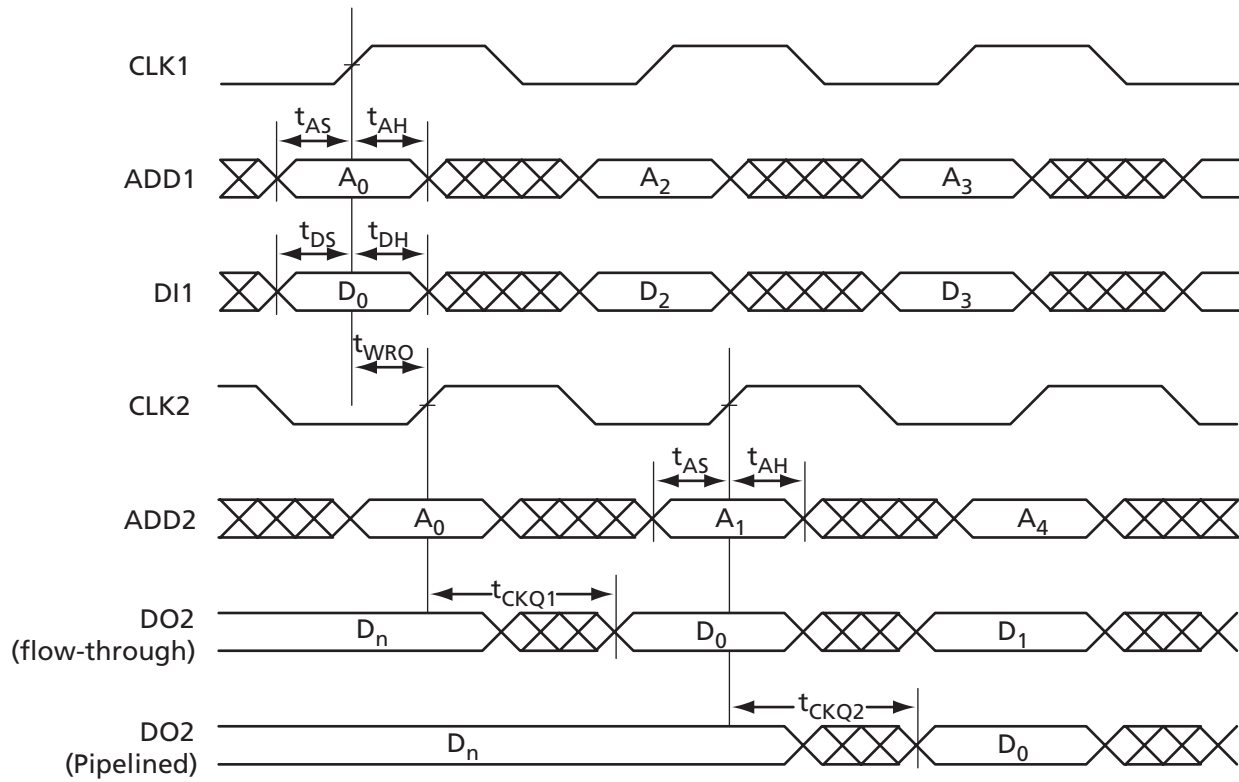 CLK1
t_AS t_AH
ADD1 A_0 A_2 A_3
t_DS t_DH
DI1 D_0 D_2 D_3
t_WRO
CLK2
t_AS t_AH
ADD2 A_0 A_1 A_4
t_CKQ1
DO2
(flow-through) D_n D_0 D_1
t_CKQ2
DO2
(Pipelined) D_n D_0